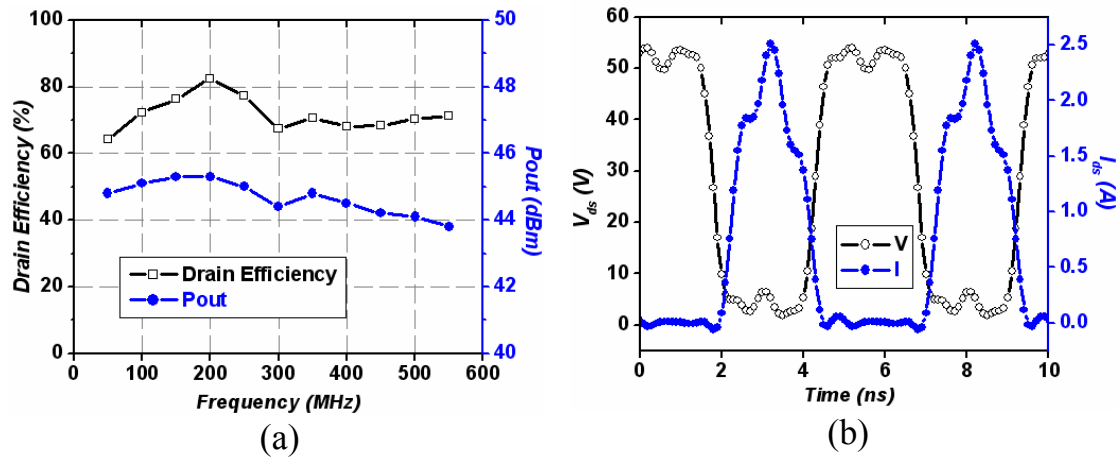 100
80
60
40
20
0
Drain Efficiency (%)
50
48
46
44
42
40
Pout (dBm)
Drain Efficiency
Pout
0 100 200 300 400 500 600
Frequency (MHz)
(a)
60
50
40
30
20
10
0
V_ds (V)
2.5
2.0
1.5
1.0
0.5
0.0
I_ds (A)
V
I
0 2 4 6 8 10
Time (ns)
(b)